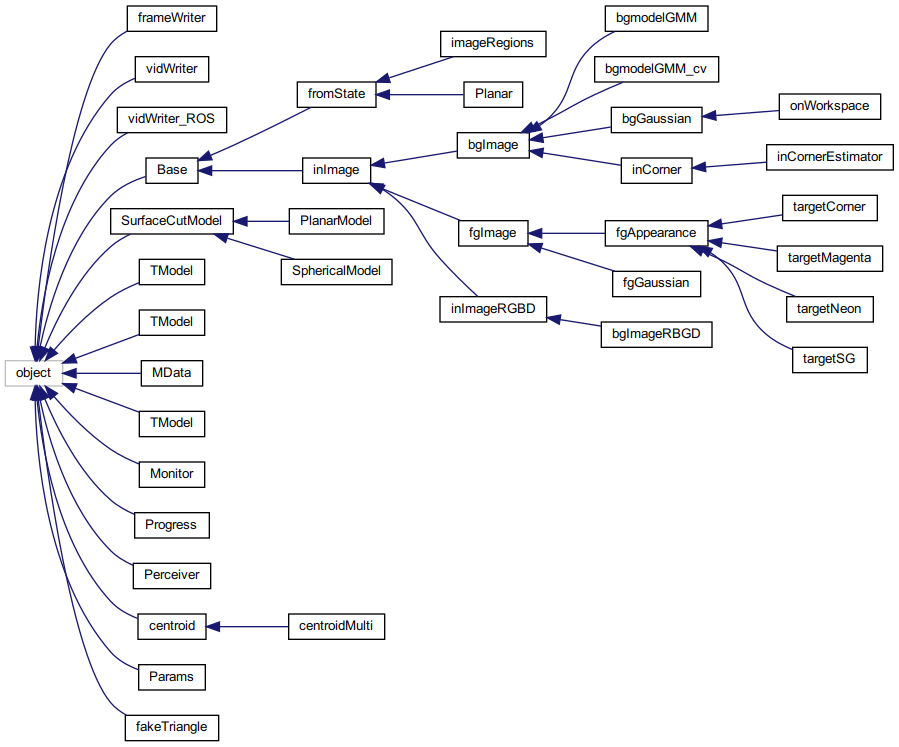 frameWriter
vidWriter
vidWriter_ROS
Base
SurfaceCutModel
TModel
TModel
object
MData
TModel
Monitor
Progress
Perceiver
centroid
Params
fakeTriangle
fromState
inImage
PlanarModel
SphericalModel
centroidMulti
imageRegions
Planar
bgImage
fgImage
inImageRGBD
bgmodelGMM
bgmodelGMM_cv
bgGaussian
inCorner
fgAppearance
fgGaussian
bgImageRBGD
onWorkspace
inCornerEstimator
targetCorner
targetMagenta
targetNeon
targetSG